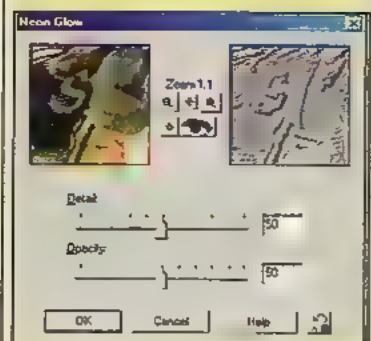 Neon Glow
Zoom 1:1
Detail:
50
Opacity:
50
OK
Cancel
Help